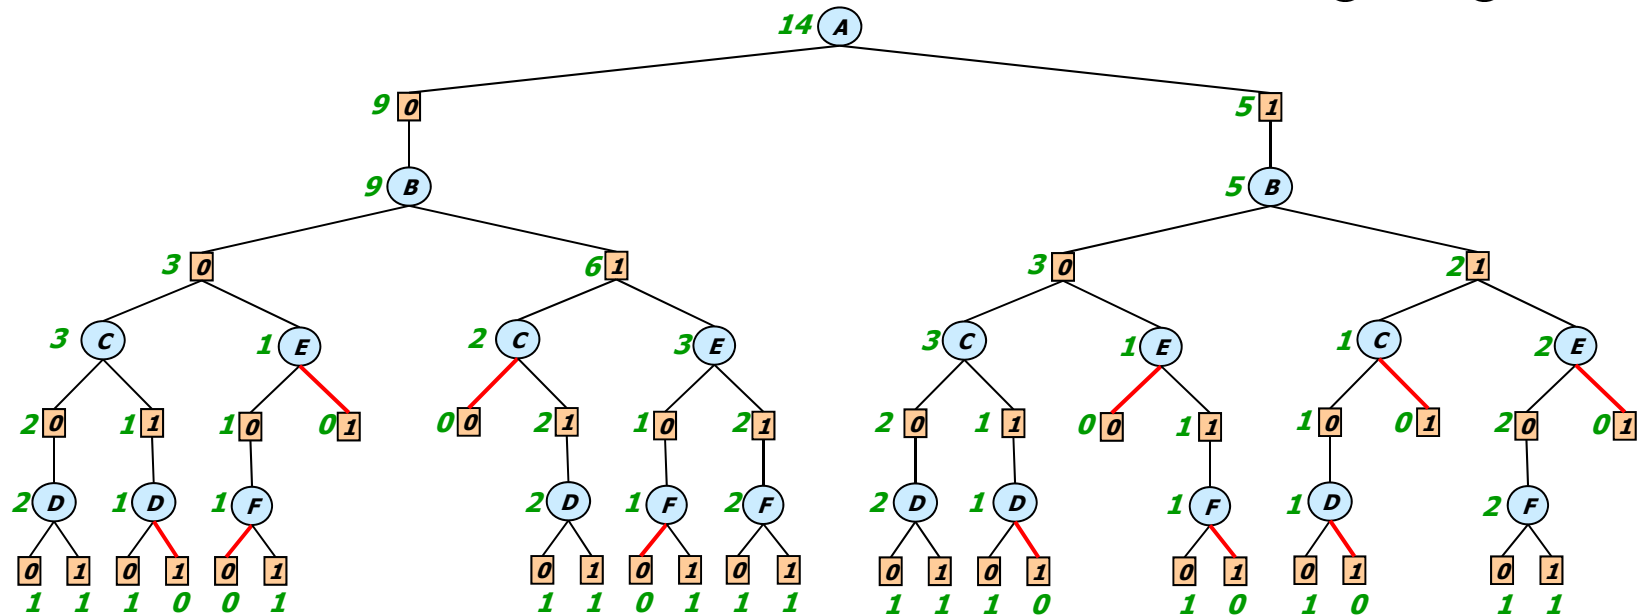 14 A
9 0 5 1
9 B 5 B
3 0 6 1 3 0 2 1
3 C 1 E 2 C 3 E 3 C 1 E 1 C 2 E
2 0 1 1 1 0 0 1 0 0 2 1 1 0 2 1 2 0 1 1 0 0 1 1 1 0 0 1 2 0 0 1
2 D 1 D 1 F 2 D 1 F 2 F 2 D 1 D 1 F 1 D 2 F
0 1 0 1 0 1 0 1 0 1 0 1 0 1 0 1 0 1 0 1 0 1
1 1 1 0 0 1 1 1 0 1 1 1 1 1 1 0 1 0 1 0 1 1